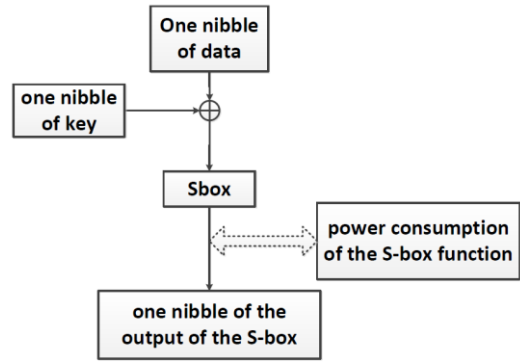 One nibble
of data
one nibble
of key
Sbox
power consumption
of the S-box function
one nibble of the
output of the S-box